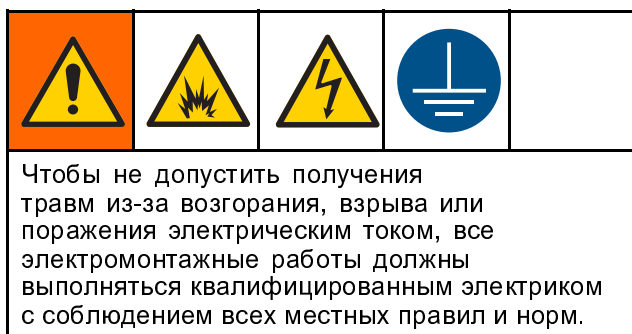 Чтобы не допустить получения
травм из-за возгорания, взрыва или
поражения электрическим током, все
электромонтажные работы должны
выполняться квалифицированным электриком
с соблюдением всех местных правил и норм.